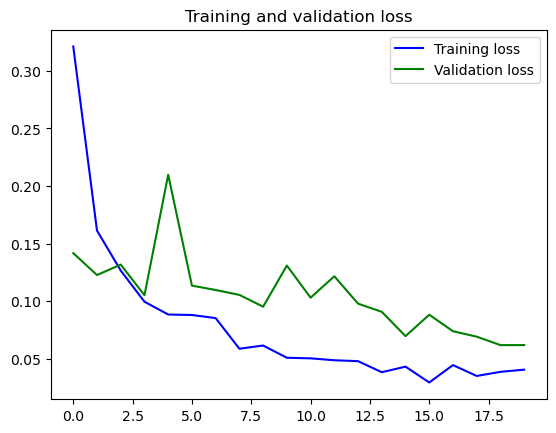 Training and validation loss
Training loss
Validation loss
0.30
0.25
0.20
0.15
0.10
0.05
0.0 2.5 5.0 7.5 10.0 12.5 15.0 17.5